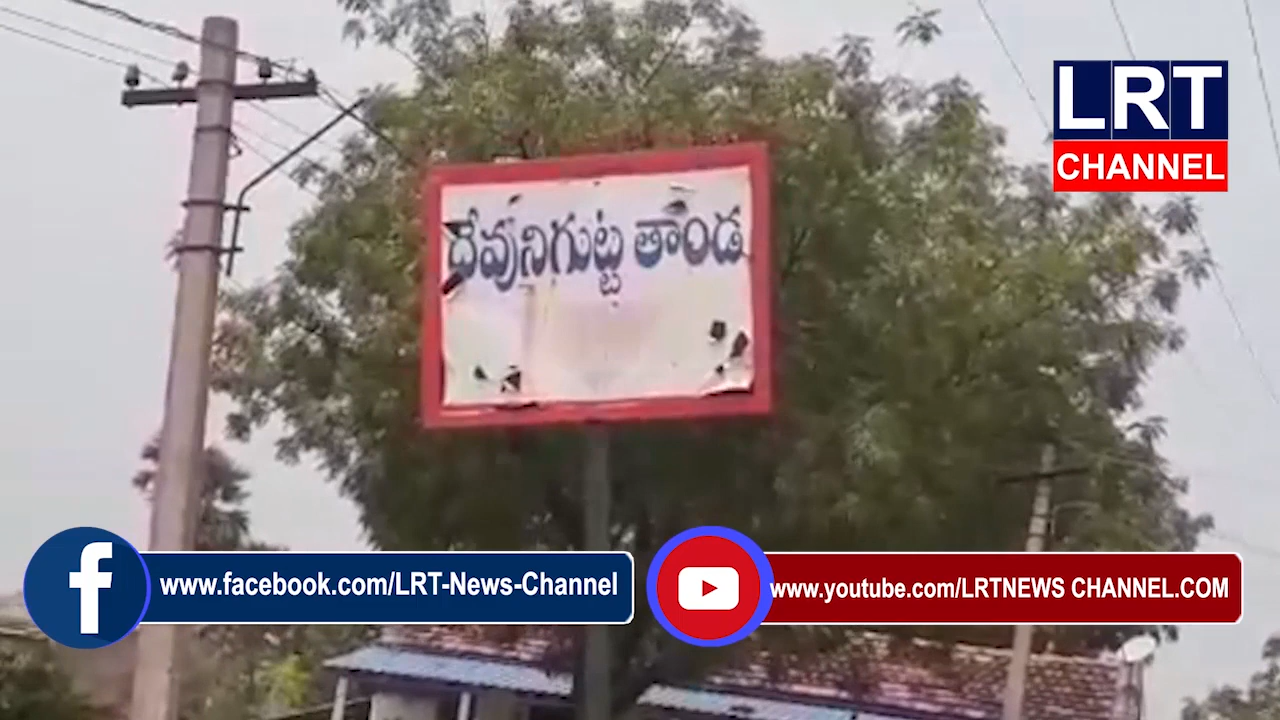 LRT
CHANNEL
దేవునిగుట్ట తాండ
www.facebook.com/LRT-News-Channel
www.youtube.com/LRTNEWS CHANNEL.COM